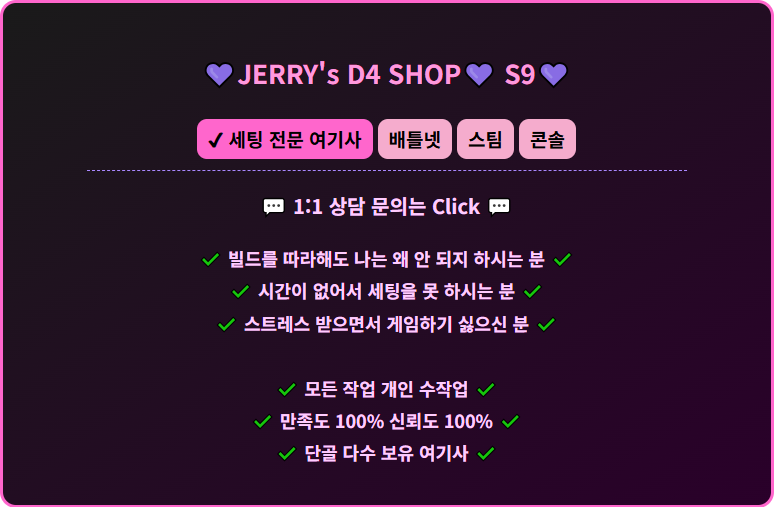 💜JERRY's D4 SHOP💜 S9💜
✔세팅 전문 여기사 배틀넷 스팀 콘솔
💬 1:1 상담 문의는 Click 💬
✔ 빌드를 따라해도 나는 왜 안 되지 하시는 분 ✔
✔ 시간이 없어서 세팅을 못 하시는 분 ✔
✔ 스트레스 받으면서 게임하기 싫으신 분 ✔
✔ 모든 작업 개인 수작업 ✔
✔ 만족도 100% 신뢰도 100% ✔
✔ 단골 다수 보유 여기사 ✔